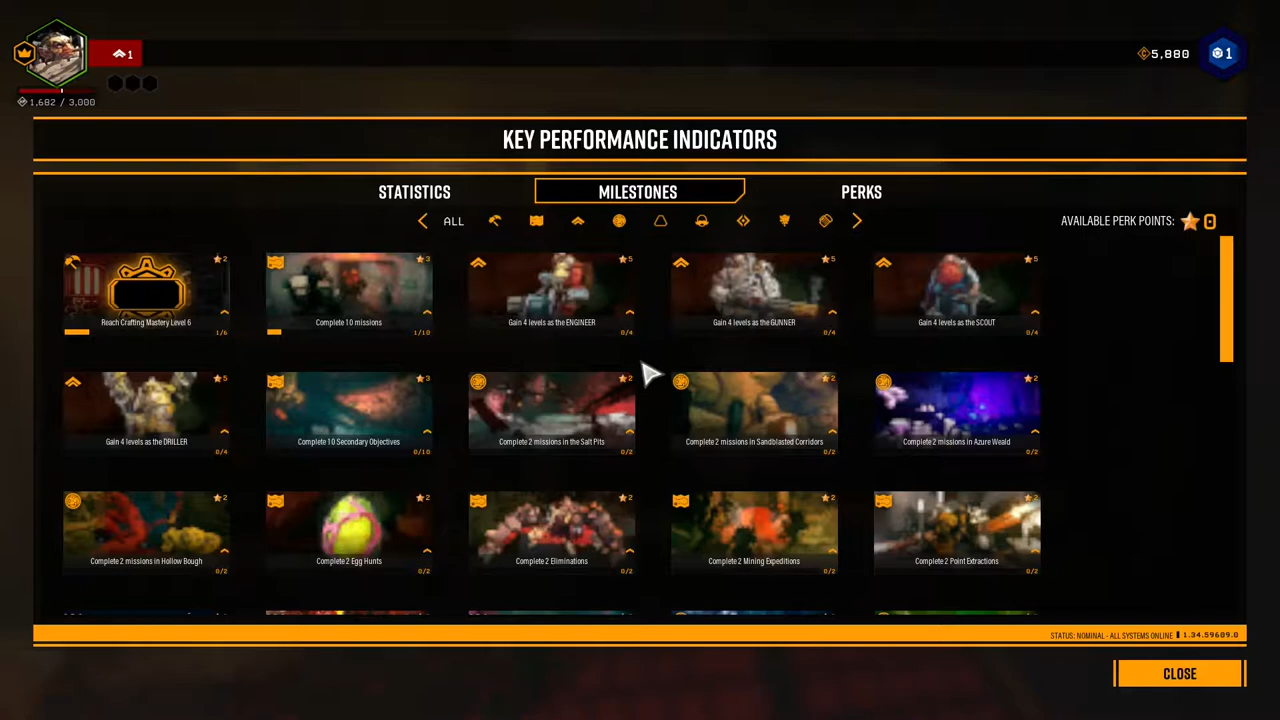 1
5,880
1
1,682 / 3,000
KEY PERFORMANCE INDICATORS
STATISTICS
MILESTONES
PERKS
ALL
AVAILABLE PERK POINTS: 0
2
3
5
5
5
Reach Crafting Mastery Level 6
Complete 10 missions
Gain 4 levels as the ENGINEER
Gain 4 levels as the GUNNER
Gain 4 levels as the SCOUT
1/6
1/10
0/4
0/4
0/4
5
3
2
2
2
Gain 4 levels as the DRILLER
Complete 10 Secondary Objectives
Complete 2 missions in the Salt Pits
Complete 2 missions in Sandblasted Corridors
Complete 2 missions in Azure Weald
0/4
0/10
0/2
0/2
0/2
2
2
2
2
2
Complete 2 missions in Hollow Bough
Complete 2 Egg Hunts
Complete 2 Eliminations
Complete 2 Mining Expeditions
Complete 2 Point Extractions
0/2
0/2
0/2
0/2
0/2
STATUS: NOMINAL - ALL SYSTEMS ONLINE 1.34.59609.0
CLOSE